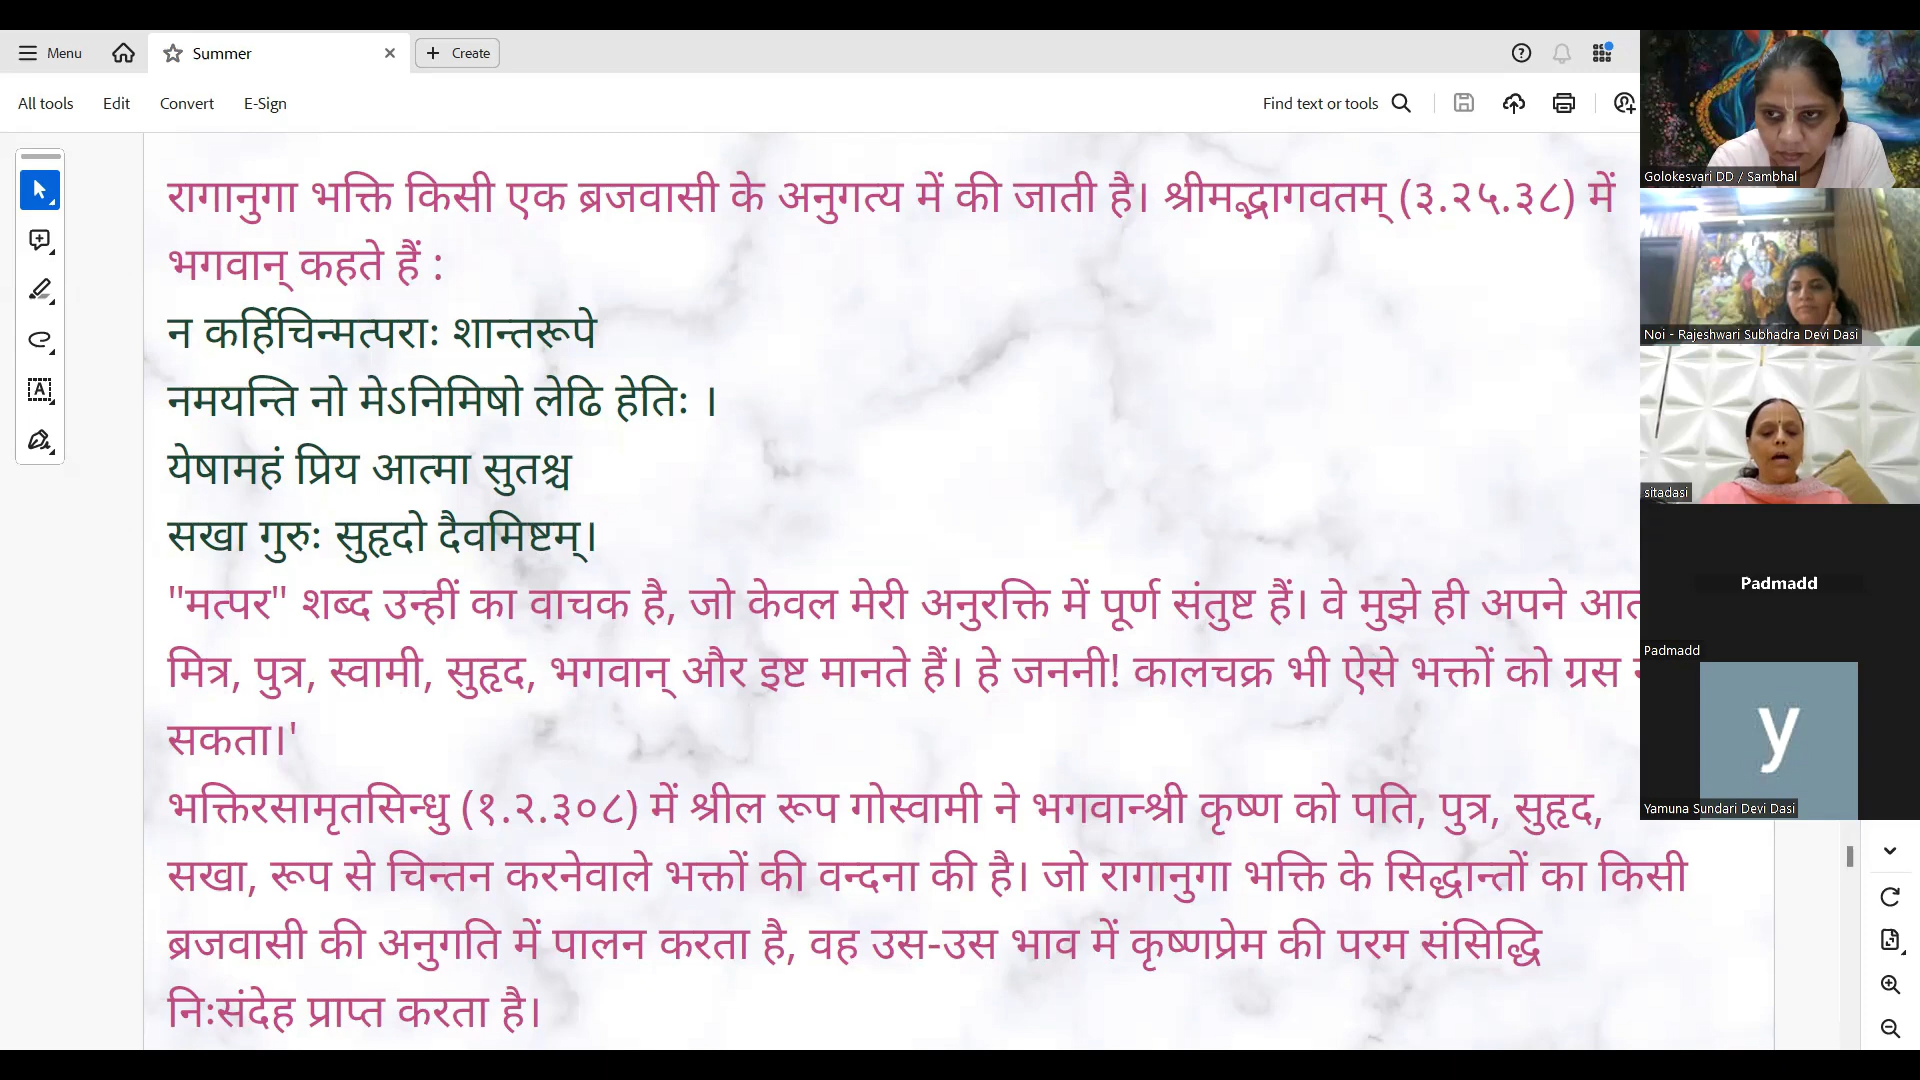 Menu
Summer
Create
All tools
Edit
Convert
E-Sign
Find text or tools
रागानुगा भक्ति किसी एक ब्रजवासी के अनुगत्य में की जाती है। श्रीमद्भागवतम् (३.२५.३८) में
भगवान् कहते हैं :
न कर्हिचिन्मत्पराः शान्तरूपे
नमयन्ति नो मेऽनिमिषो लेढि हेतिः ।
येषामहं प्रिय आत्मा सुतश्च
सखा गुरुः सुहृदो दैवमिष्टम्।
"मत्पर" शब्द उन्हीं का वाचक है, जो केवल मेरी अनुरक्ति में पूर्ण संतुष्ट हैं। वे मुझे ही अपने
मित्र, पुत्र, स्वामी, सुहृद, भगवान् और इष्ट मानते हैं। हे जननी! कालचक्र भी ऐसे भक्तों को ग्रस
सकता।'
भक्तिरसामृतसिन्धु (१.२.३०८) में श्रील रूप गोस्वामी ने भगवान्श्री कृष्ण को पति, पुत्र, सुहृद,
सखा, रूप से चिन्तन करनेवाले भक्तों की वन्दना की है। जो रागानुगा भक्ति के सिद्धान्तों का किसी
ब्रजवासी की अनुगति में पालन करता है, वह उस-उस भाव में कृष्णप्रेम की परम संसिद्धि
निःसंदेह प्राप्त करता है।
Golokesvari DD / Sambhal
Noi - Rajeshwari Subhadra Devi Dasi
sitadasi
Padmadd
Padmadd
y
Yamuna Sundari Devi Dasi